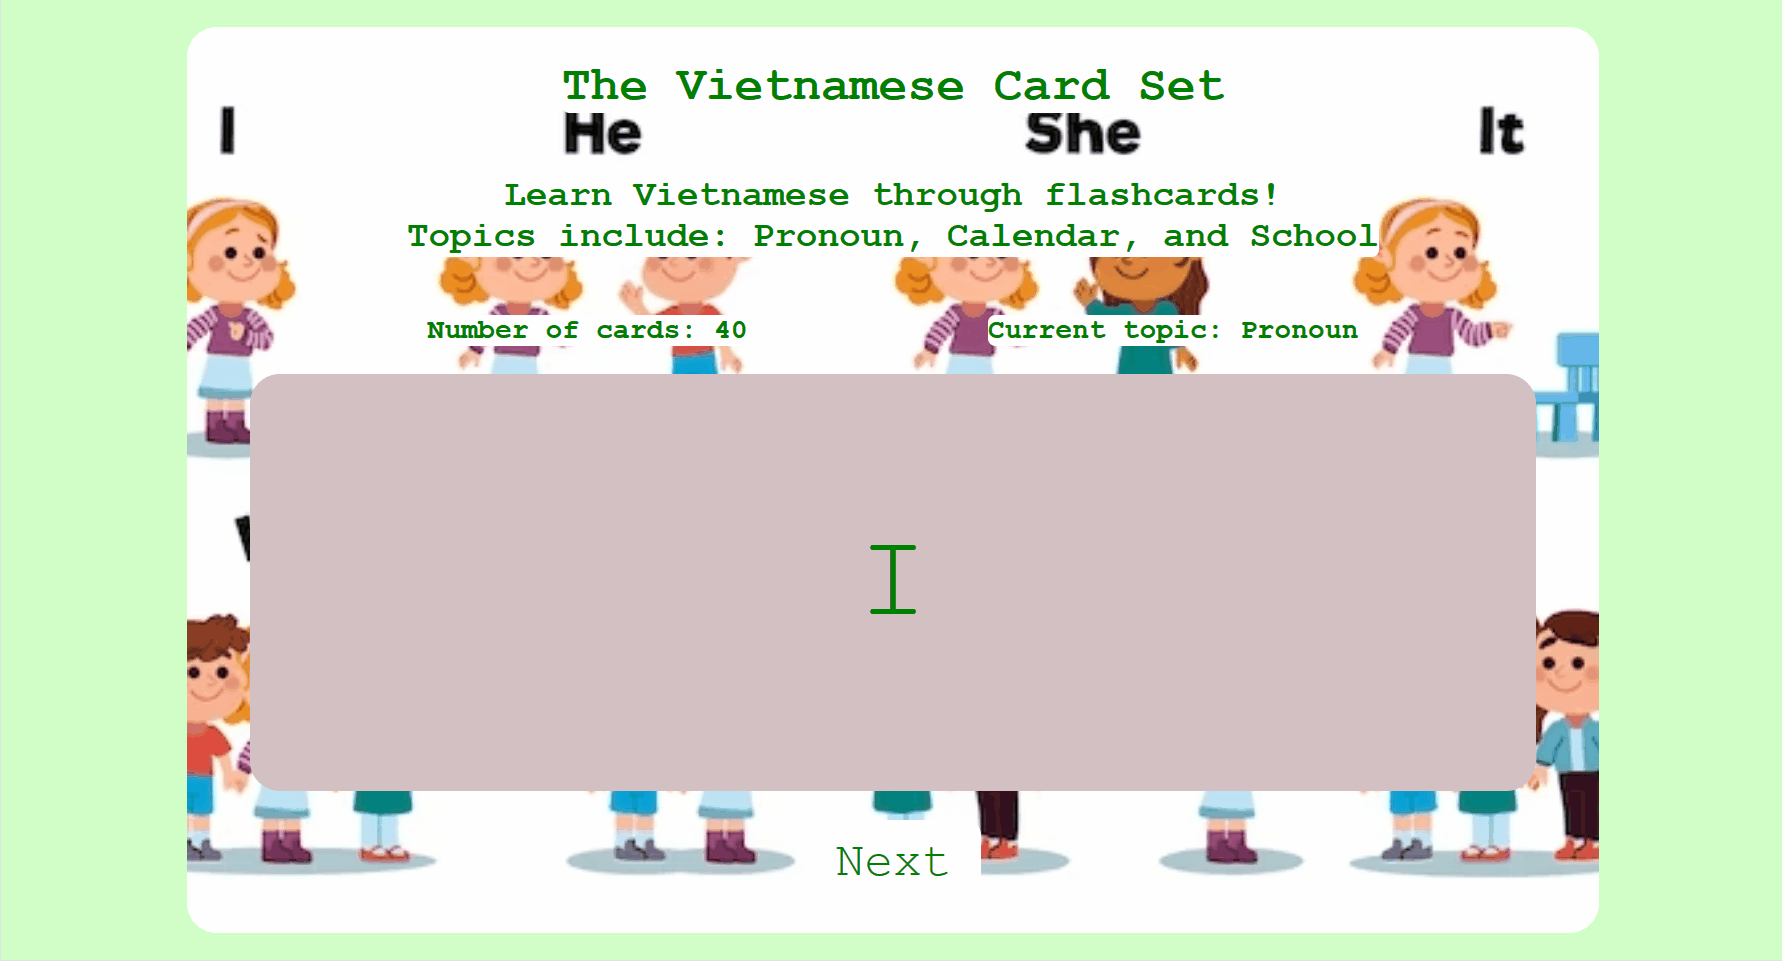 The Vietnamese Card Set
I He She It
Learn Vietnamese through flashcards!
Topics include: Pronoun, Calendar, and School
Number of cards: 40 Current topic: Pronoun
I
Next